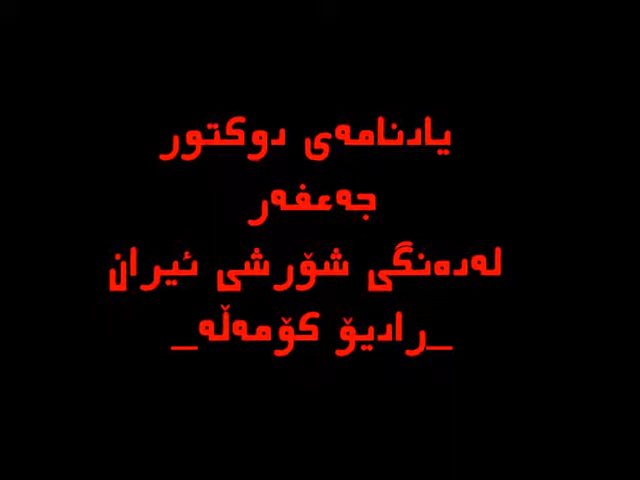 یادنامەی دوکتور
جەعفەر
لەدەنگی شۆرشی ئیران
_رادیۆ کۆمەڵە_